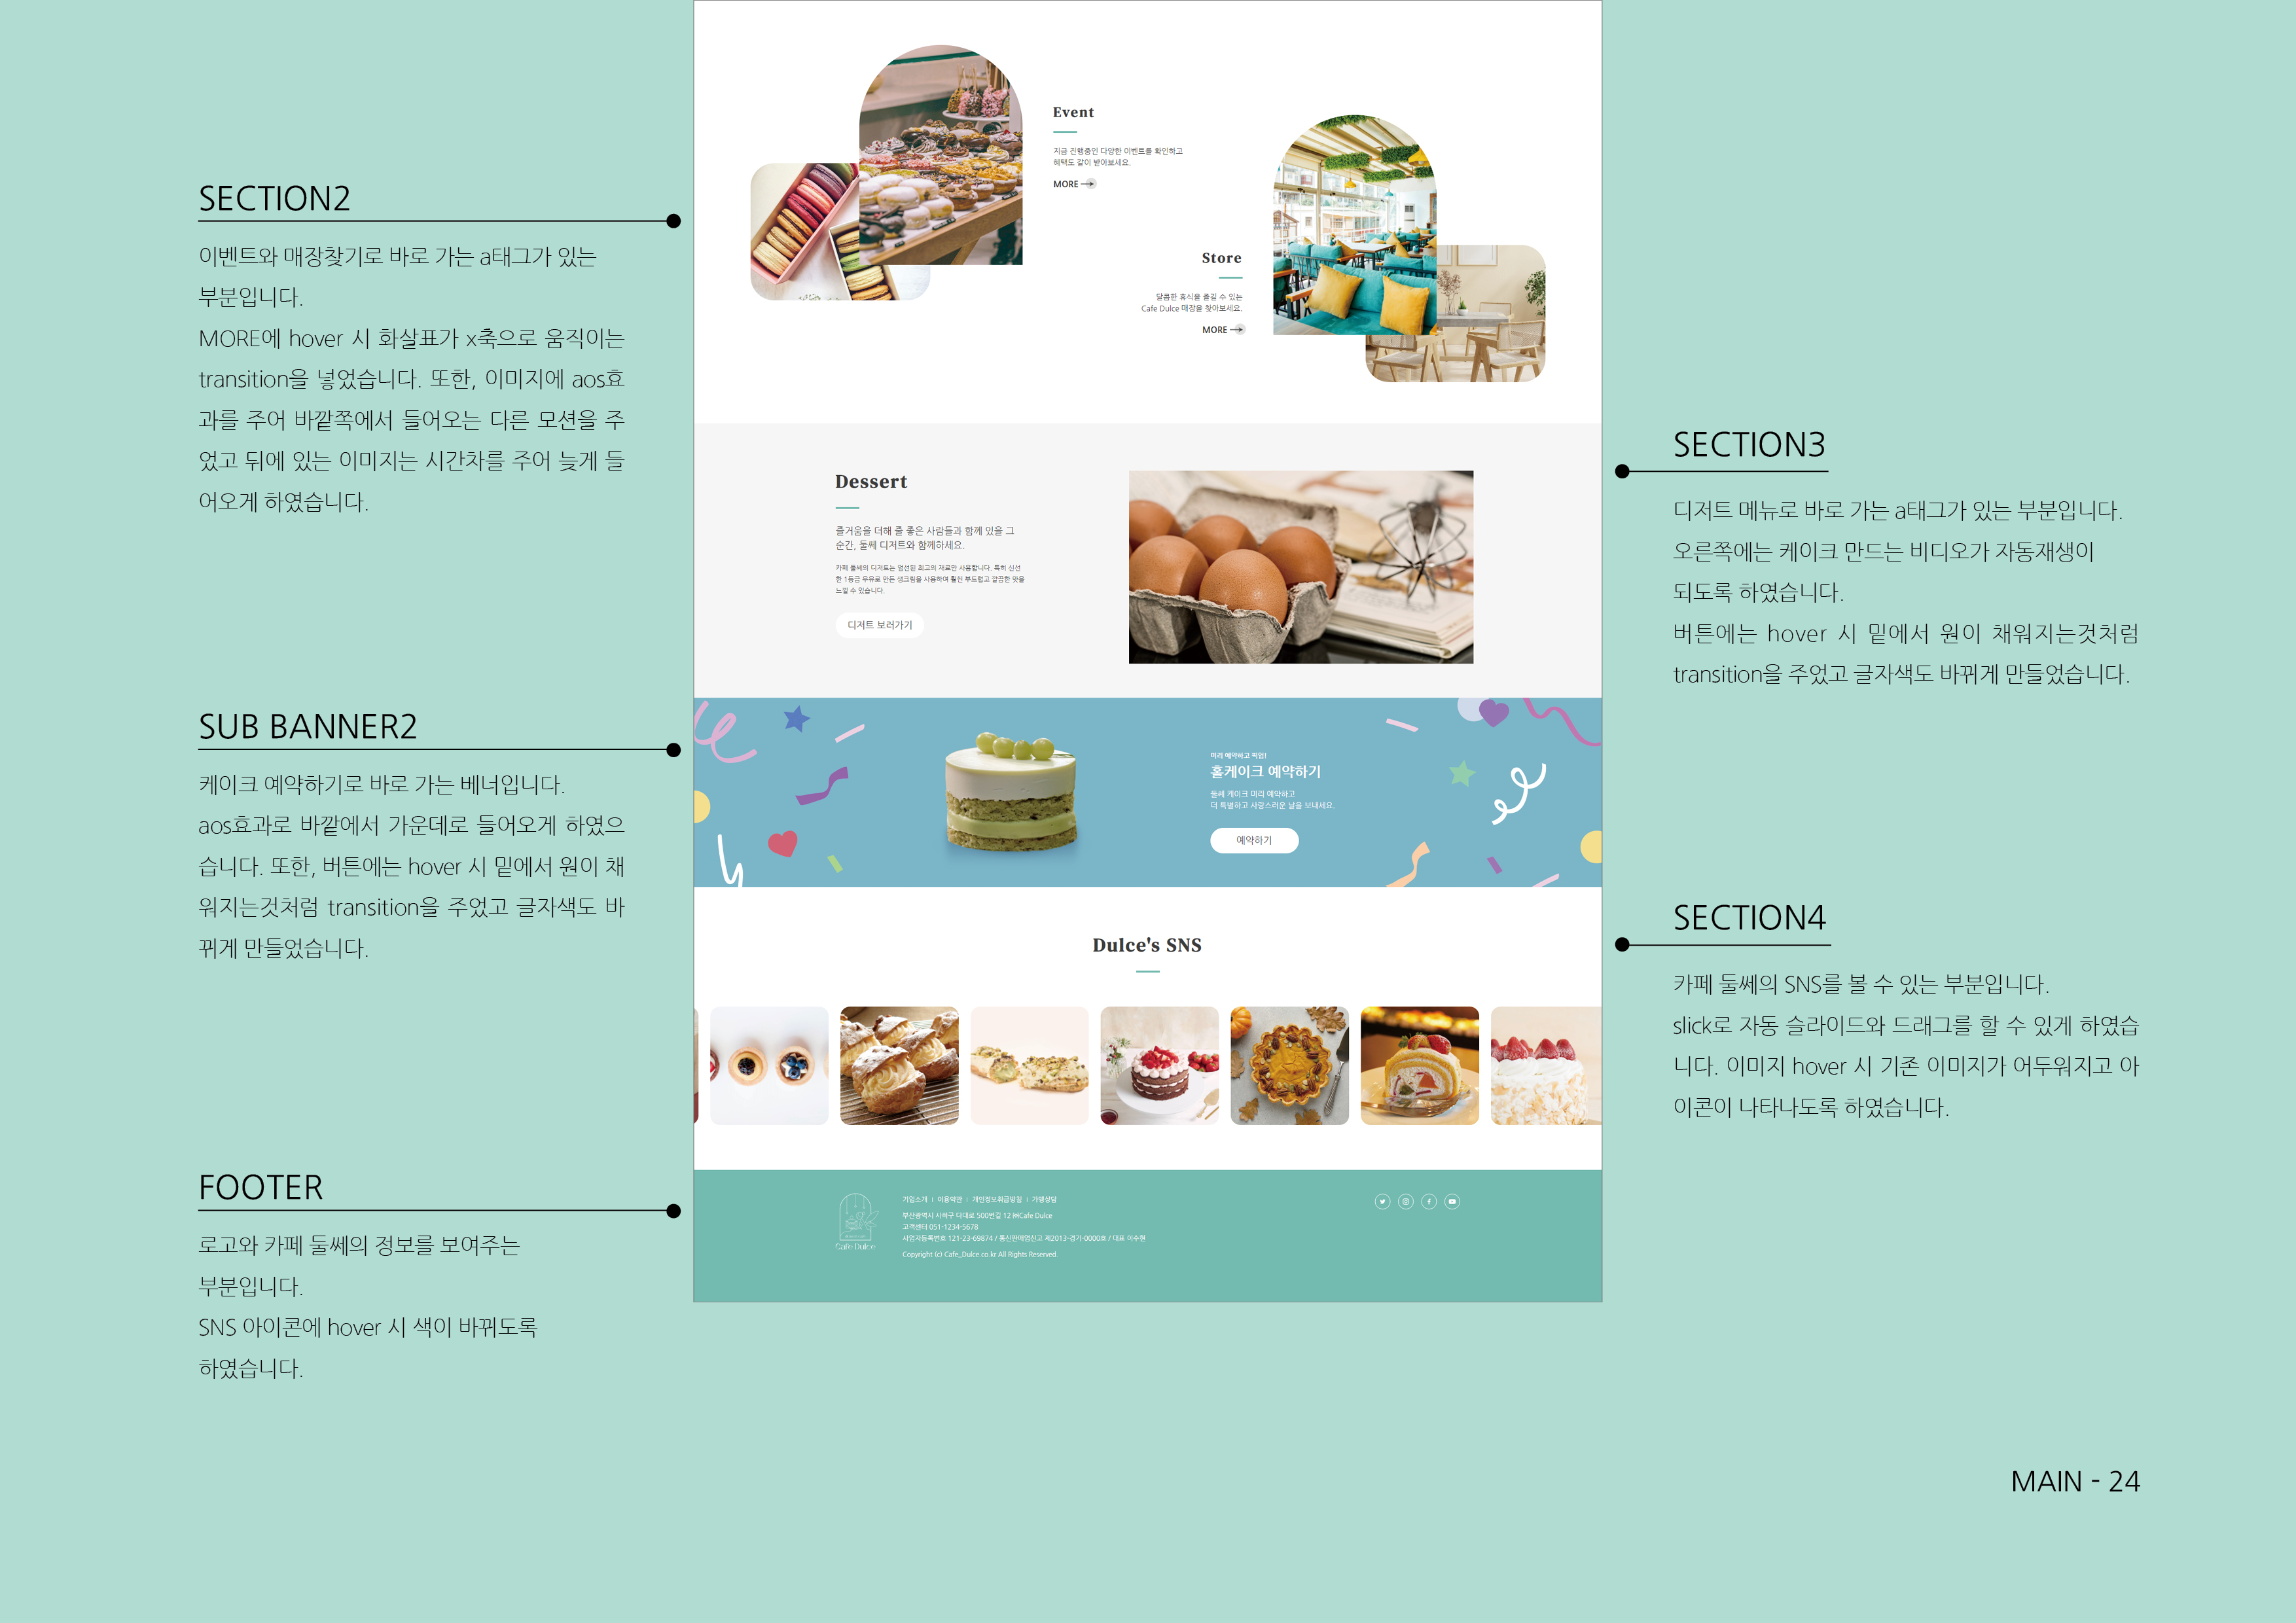 SECTION2
이벤트와 매장찾기로 바로 가는 a태그가 있는
부분입니다.
MORE에 hover 시 화살표가 x축으로 움직이는
transition을 넣었습니다. 또한, 이미지에 aos효
과를 주어 바깥쪽에서 들어오는 다른 모션을 주
었고 뒤에 있는 이미지는 시간차를 주어 늦게 들
어오게 하였습니다.
SUB BANNER2
케이크 예약하기로 바로 가는 베너입니다.
aos효과로 바깥에서 가운데로 들어오게 하였으
습니다. 또한, 버튼에는 hover 시 밑에서 원이 채
워지는것처럼 transition을 주었고 글자색도 바
뀌게 만들었습니다.
FOOTER
로고와 카페 둘쎄의 정보를 보여주는
부분입니다.
SNS 아이콘에 hover 시 색이 바뀌도록
하였습니다.
Event
지금 진행중인 다양한 이벤트를 확인하고
혜택도 같이 받아보세요.
MORE
Store
달콤한 휴식을 즐길 수 있는
Cafe Dulce 매장을 찾아보세요.
MORE
Dessert
즐거움을 더해 줄 좋은 사람들과 함께 있을 그
순간, 둘쎄 디저트와 함께하세요.
카페 둘쎄의 디저트는 엄선된 최고의 재료만 사용합니다. 특히 신선
한 1등급 우유로 만든 생크림을 사용하여 훨씬 부드럽고 깔끔한 맛을
느낄 수 있습니다.
디저트 보러가기
미리 예약하고 픽업!
홀케이크 예약하기
둘쎄 케이크 미리 예약하고
더 특별하고 사랑스러운 날을 보내세요.
예약하기
Dulce's SNS
Cafe Dulce
기업소개 | 이용약관 | 개인정보취급방침 | 가맹상담
부산광역시 사하구 다대로 500번길 12 ㈜Cafe Dulce
고객센터 051-1234-5678
사업자등록번호 121-23-69874 / 통신판매업신고 제2013-경기-0000호 / 대표 이수현
Copyright (c) Cafe_Dulce.co.kr All Rights Reserved.
SECTION3
디저트 메뉴로 바로 가는 a태그가 있는 부분입니다.
오른쪽에는 케이크 만드는 비디오가 자동재생이
되도록 하였습니다.
버튼에는 hover 시 밑에서 원이 채워지는것처럼
transition을 주었고 글자색도 바뀌게 만들었습니다.
SECTION4
카페 둘쎄의 SNS를 볼 수 있는 부분입니다.
slick로 자동 슬라이드와 드래그를 할 수 있게 하였습
니다. 이미지 hover 시 기존 이미지가 어두워지고 아
이콘이 나타나도록 하였습니다.
MAIN - 24